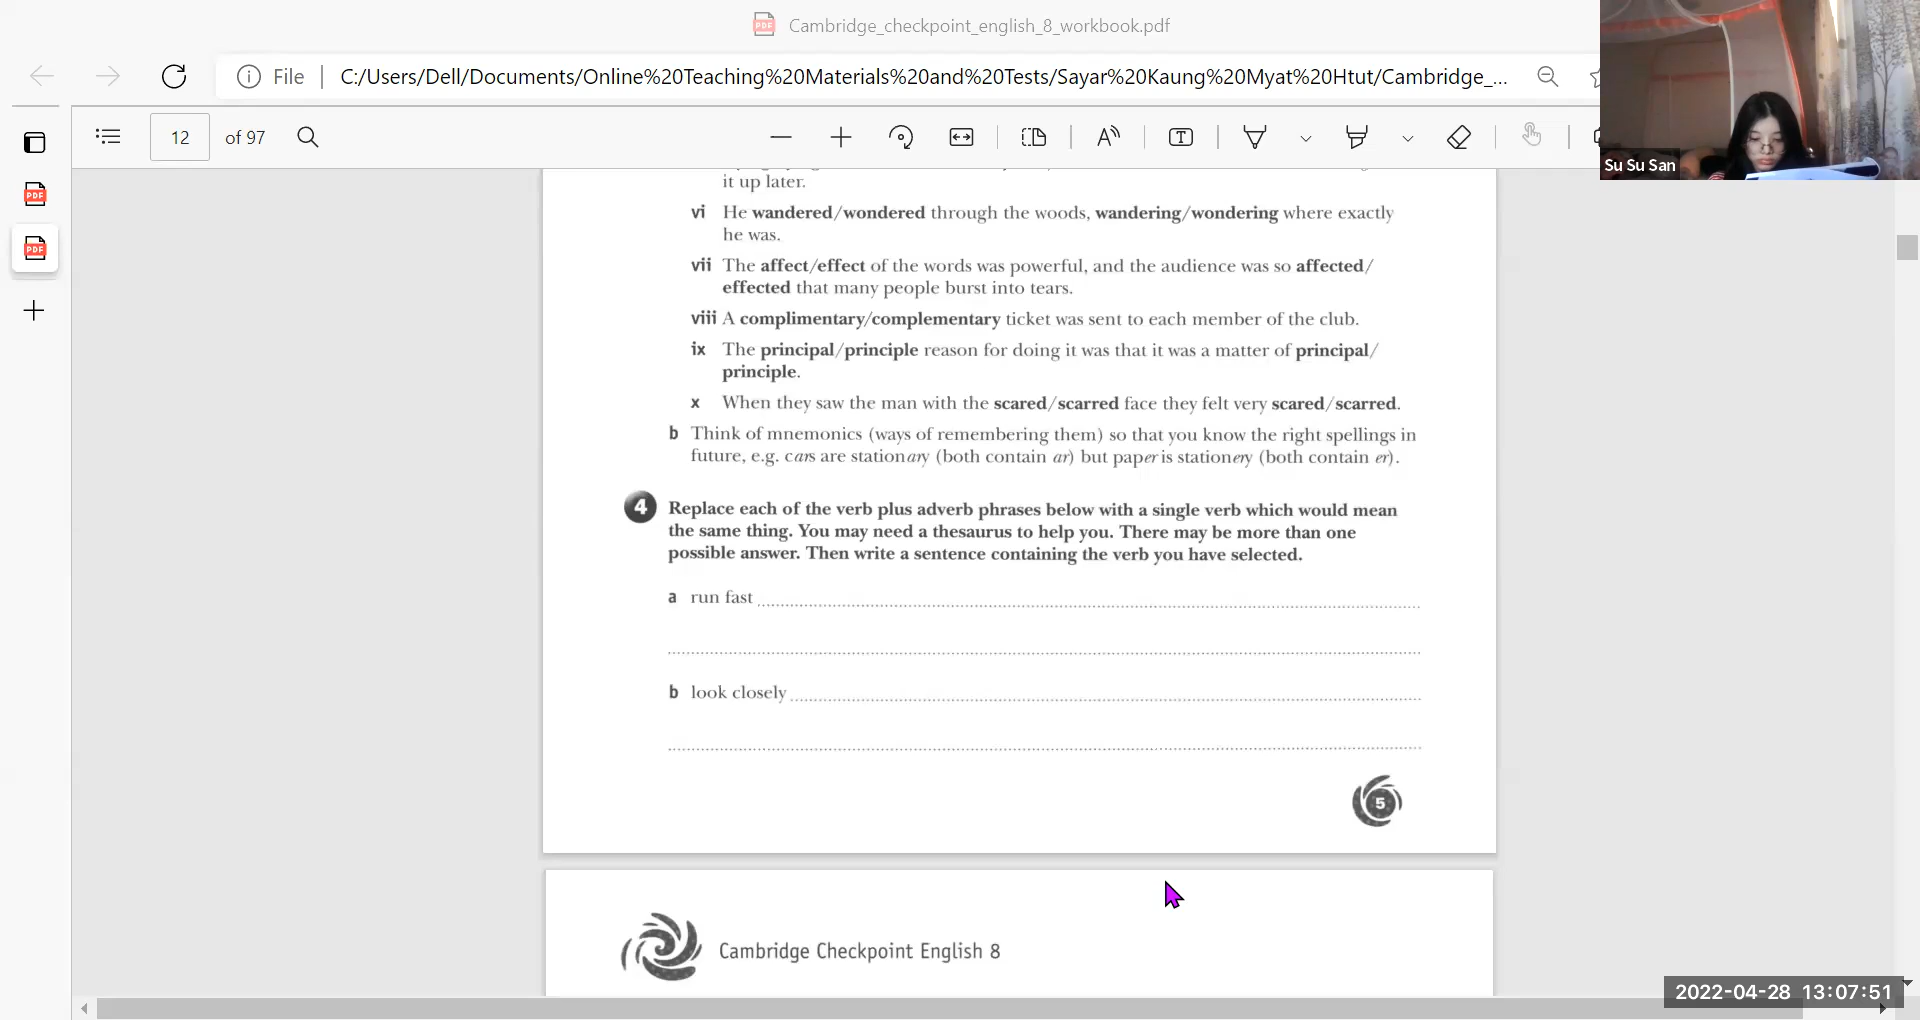 Cambridge_checkpoint_english_8_workbook.pdf
File | C:/Users/Dell/Documents/Online%20Teaching%20Materials%20and%20Tests/Sayar%20Kaung%20Myat%20Htut/Cambridge_...
12 of 97
Su Su San
it up later.
vi He wandered/wondered through the woods, wandering/wondering where exactly
he was.
vii The affect/effect of the words was powerful, and the audience was so affected/
effected that many people burst into tears.
viii A complimentary/complementary ticket was sent to each member of the club.
ix The principal/principle reason for doing it was that it was a matter of principal/
principle.
x When they saw the man with the scared/scarred face they felt very scared/scarred.
b Think of mnemonics (ways of remembering them) so that you know the right spellings in
future, e.g. cars are stationary (both contain ar) but paper is stationery (both contain er).
4 Replace each of the verb plus adverb phrases below with a single verb which would mean
the same thing. You may need a thesaurus to help you. There may be more than one
possible answer. Then write a sentence containing the verb you have selected.
a run fast
b look closely
5
Cambridge Checkpoint English 8
2022-04-28 13:07:51